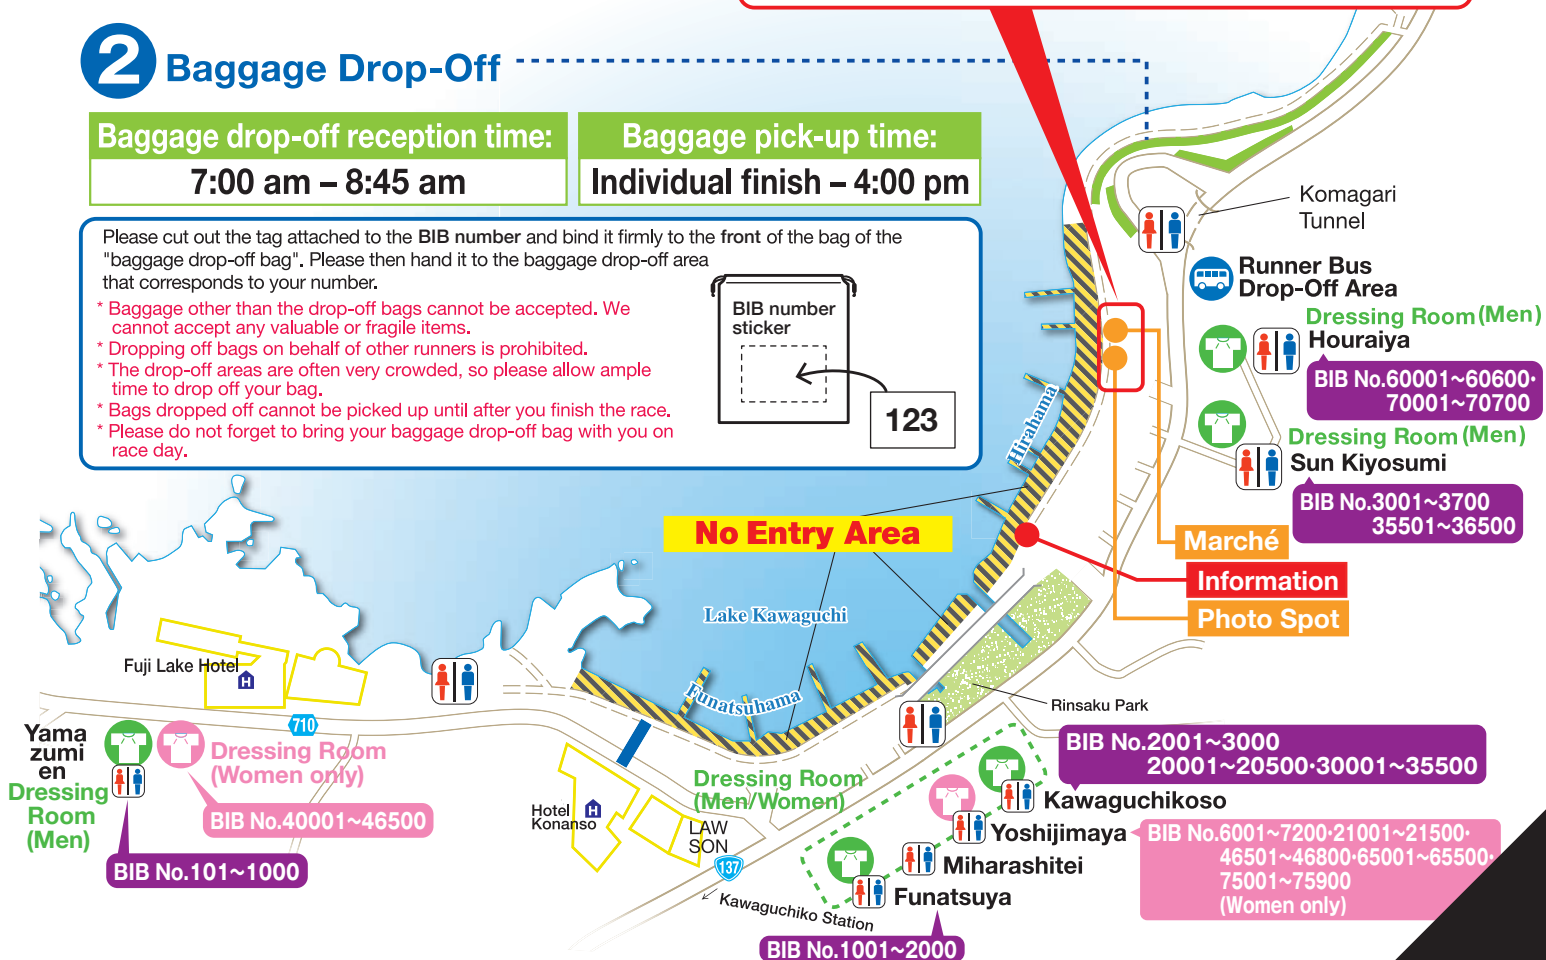 2 Baggage Drop-Off
Baggage drop-off reception time:
7:00 am – 8:45 am
Baggage pick-up time:
Individual finish – 4:00 pm
Please cut out the tag attached to the BIB number and bind it firmly to the front of the bag of the
"baggage drop-off bag". Please then hand it to the baggage drop-off area
that corresponds to your number.
* Baggage other than the drop-off bags cannot be accepted. We
cannot accept any valuable or fragile items.
* Dropping off bags on behalf of other runners is prohibited.
* The drop-off areas are often very crowded, so please allow ample
time to drop off your bag.
* Bags dropped off cannot be picked up until after you finish the race.
* Please do not forget to bring your baggage drop-off bag with you on
race day.
BIB number
sticker
123
Komagari
Tunnel
Runner Bus
Drop-Off Area
Dressing Room (Men)
Houraiya
BIB No.60001~60600·
70001~70700
Dressing Room (Men)
Sun Kiyosumi
BIB No.3001~3700
35501~36500
Hirahama
No Entry Area
Marché
Information
Photo Spot
Lake Kawaguchi
Funatsuhama
Rinsaku Park
Fuji Lake Hotel
H
710
Yama
zumi
en
Dressing
Room
(Men)
Dressing Room
(Women only)
BIB No.40001~46500
BIB No.101~1000
Hotel
Konanso
H
LAW
SON
137
Kawaguchiko Station
Dressing Room
(Men/Women)
BIB No.2001~3000
20001~20500·30001~35500
Kawaguchikoso
Yoshijimaya
BIB No.6001~7200·21001~21500·
46501~46800·65001~65500·
75001~75900
(Women only)
Miharashitei
Funatsuya
BIB No.1001~2000